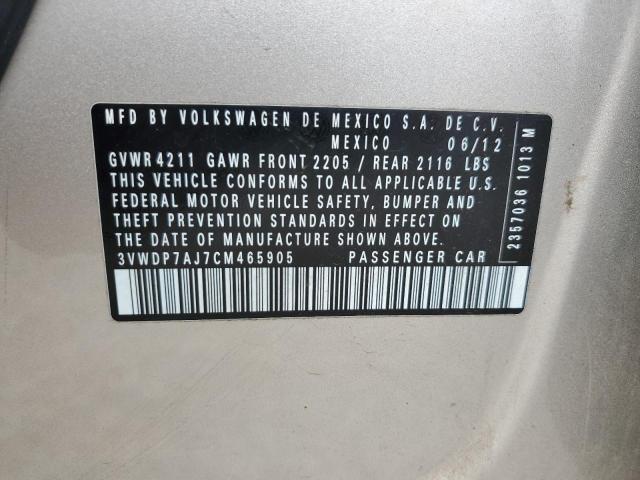 MFD BY VOLKSWAGEN DE MEXICO S.A. DE C.V.
MEXICO 06/12
GVWR 4211 GAWR FRONT 2205 / REAR 2116 LBS
THIS VEHICLE CONFORMS TO ALL APPLICABLE U.S.
FEDERAL MOTOR VEHICLE SAFETY, BUMPER AND
THEFT PREVENTION STANDARDS IN EFFECT ON
THE DATE OF MANUFACTURE SHOWN ABOVE.
3VWDP7AJ7CM465905 PASSENGER CAR
2357036 1013 M